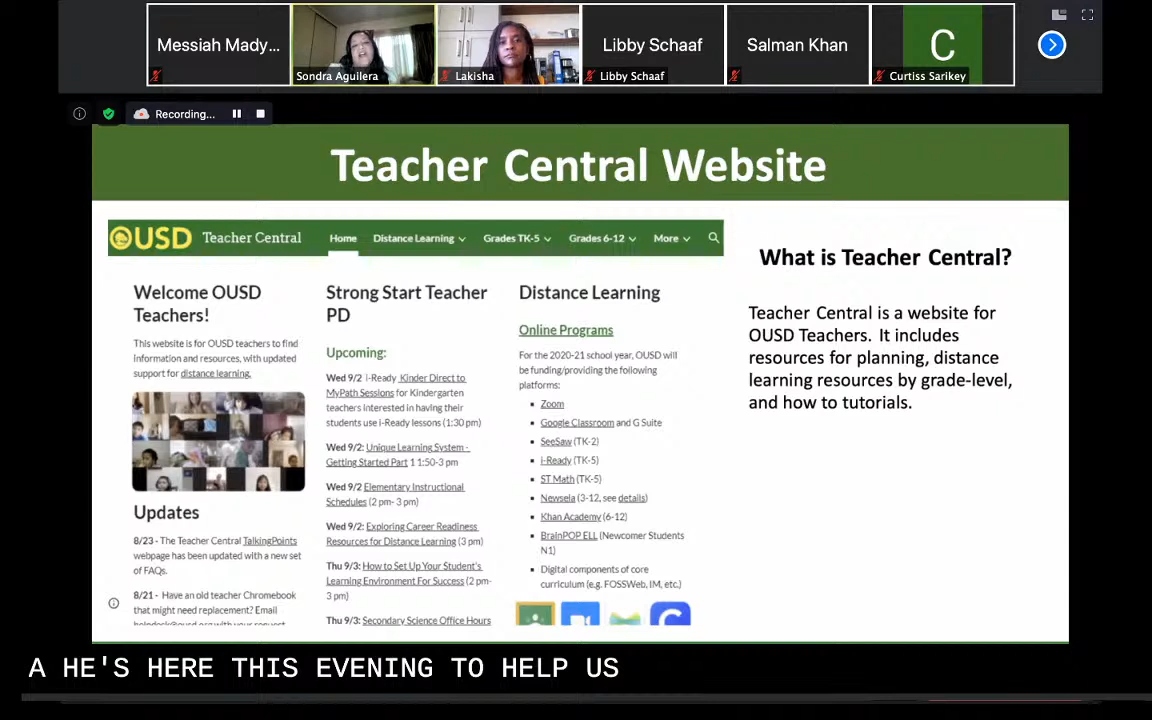 Messiah Mady...
Sondra Aguilera
Lakisha
Libby Schaaf
Libby Schaaf
Salman Khan
C
Curtiss Sarikey
Recording...
Teacher Central Website
OUSD Teacher Central Home Distance Learning Grades TK-5 Grades 6-12 More
Welcome OUSD
Teachers!
This website is for OUSD teachers to find
information and resources, with updated
support for distance learning.
Updates
8/23 - The Teacher Central TalkingPoints
webpage has been updated with a new set
of FAQs.
8/21 - Have an old teacher Chromebook
that might need replacement? Email
helpdesk@ousd.org with your request
Strong Start Teacher
PD
Upcoming:
Wed 9/2 i-Ready Kinder Direct to
MyPath Sessions for Kindergarten
teachers interested in having their
students use i-Ready lessons (1:30 pm)
Wed 9/2: Unique Learning System -
Getting Started Part 1 1:50-3 pm
Wed 9/2 Elementary Instructional
Schedules (2 pm- 3 pm)
Wed 9/2: Exploring Career Readiness
Resources for Distance Learning (3 pm)
Thu 9/3: How to Set Up Your Student's
Learning Environment For Success (2 pm-
3 pm)
Thu 9/3: Secondary Science Office Hours
Distance Learning
Online Programs
For the 2020-21 school year, OUSD will
be funding/providing the following
platforms:
Zoom
Google Classroom and G Suite
SeeSaw (TK-2)
i-Ready (TK-5)
ST Math (TK-5)
Newsela (3-12, see details)
Khan Academy (6-12)
BrainPOP ELL (Newcomer Students
N1)
Digital components of core
curriculum (e.g. FOSSWeb, IM, etc.)
What is Teacher Central?
Teacher Central is a website for
OUSD Teachers. It includes
resources for planning, distance
learning resources by grade-level,
and how to tutorials.
A HE'S HERE THIS EVENING TO HELP US